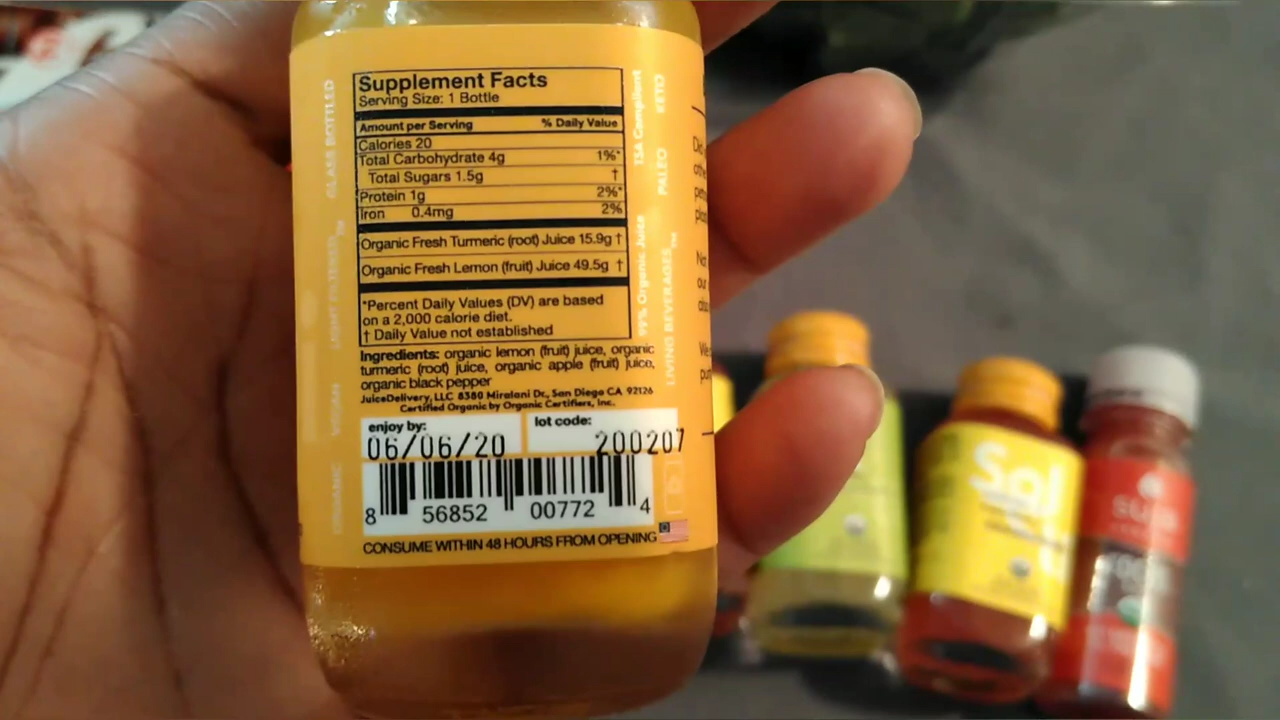 Supplement Facts
Serving Size: 1 Bottle
Amount per Serving % Daily Value
Calories 20
Total Carbohydrate 4g 1%*
Total Sugars 1.5g †
Protein 1g 2%*
Iron 0.4mg 2%
Organic Fresh Turmeric (root) Juice 15.9g †
Organic Fresh Lemon (fruit) Juice 49.5g †
*Percent Daily Values (DV) are based
on a 2,000 calorie diet.
† Daily Value not established
Ingredients: organic lemon (fruit) juice, organic
turmeric (root) juice, organic apple (fruit) juice,
organic black pepper
JuiceDelivery, LLC 8380 Miralani Dr., San Diego CA 92126
Certified Organic by Organic Certifiers, Inc.
enjoy by:
06/06/20
lot code:
200207
8 56852 00772 4
CONSUME WITHIN 48 HOURS FROM OPENING
GLASS BOTTLED
VEGAN
ORGANIC
TSA Compliant
KETO
PALEO
99% Organic Juice
LIVING BEVERAGES™
Sol